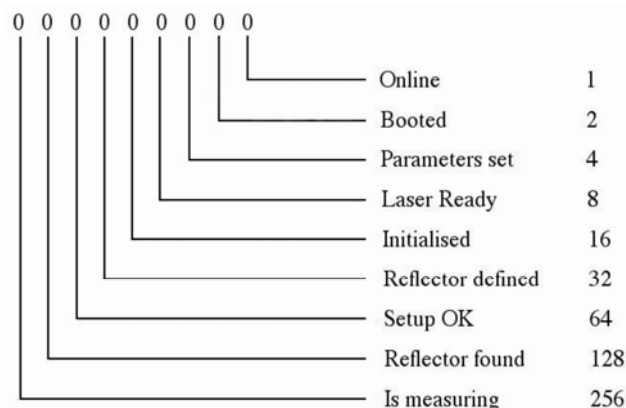 0 0 0 0 0 0 0 0 0
Online 1
Booted 2
Parameters set 4
Laser Ready 8
Initialised 16
Reflector defined 32
Setup OK 64
Reflector found 128
Is measuring 256